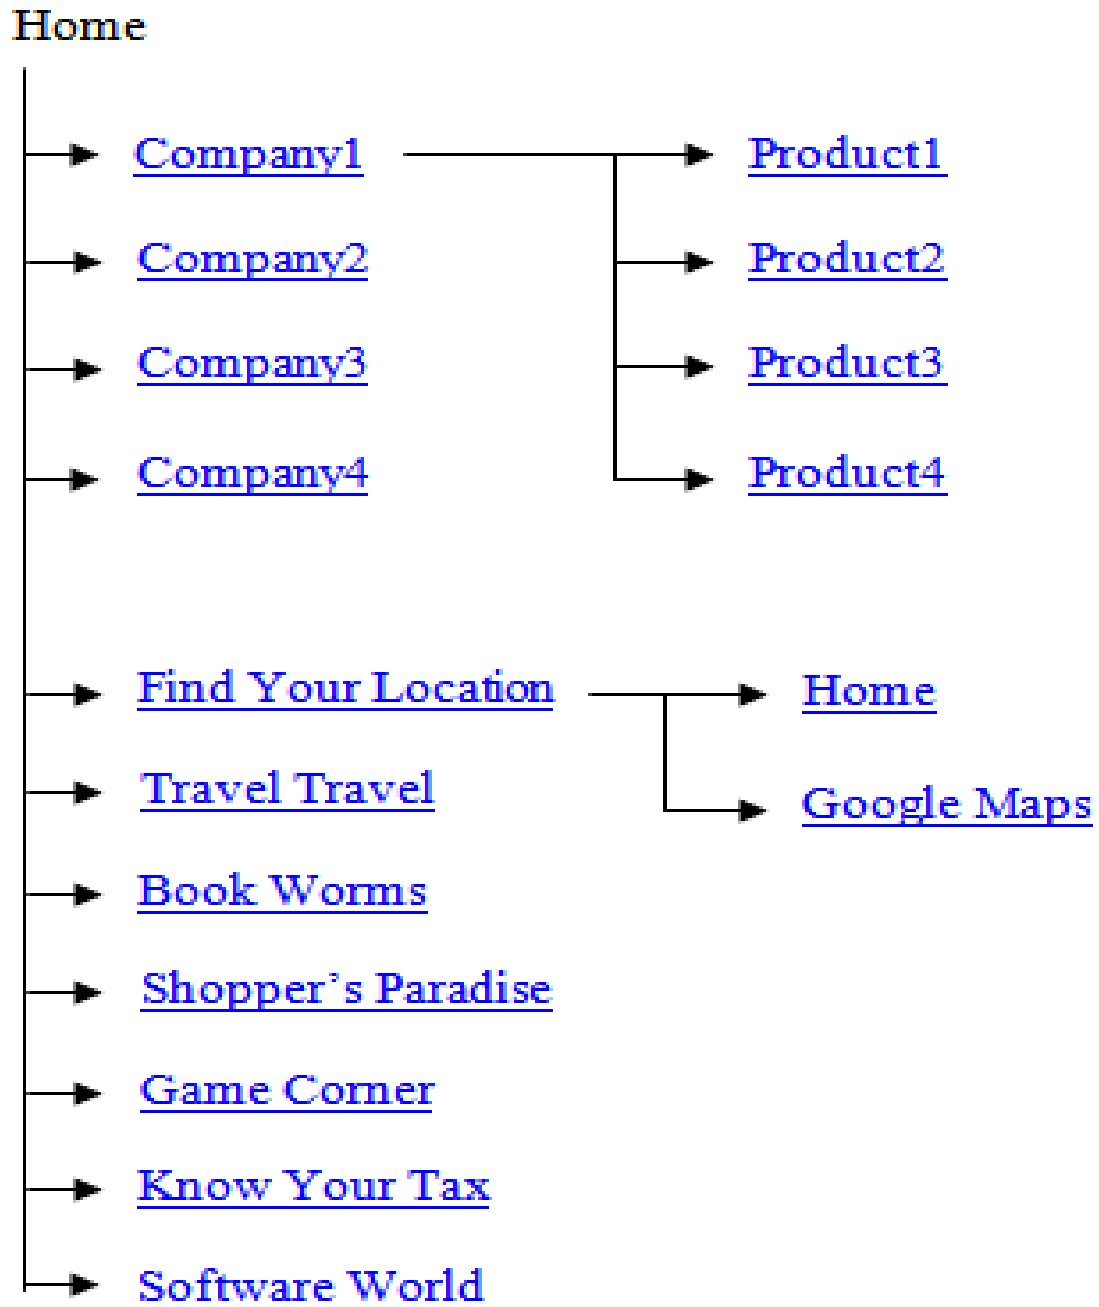 Home
Company1 Product1
Company2 Product2
Company3 Product3
Company4 Product4
Find Your Location Home
Travel Travel Google Maps
Book Worms
Shopper’s Paradise
Game Corner
Know Your Tax
Software World